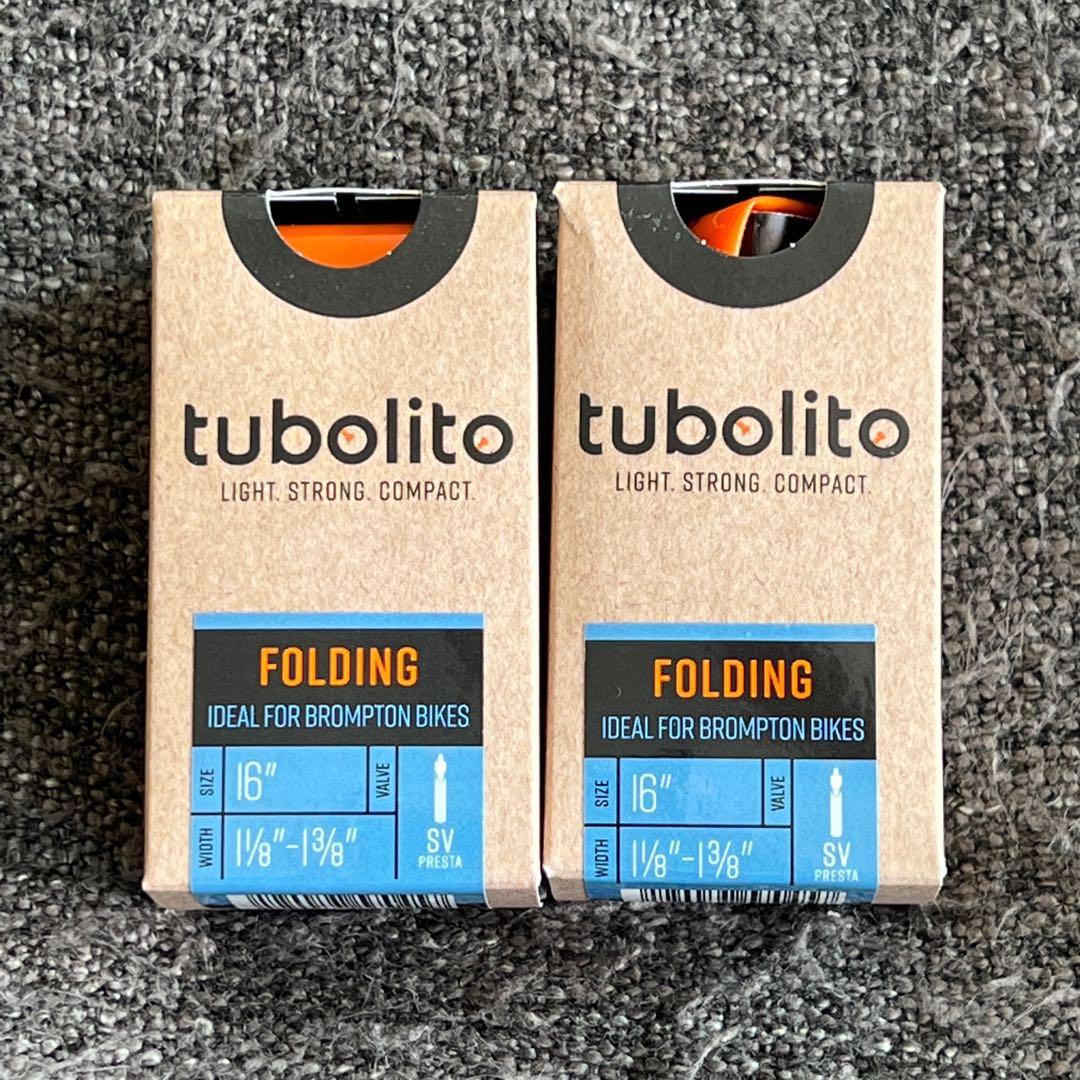 tubolito
LIGHT. STRONG. COMPACT.
FOLDING
IDEAL FOR BROMPTON BIKES
SIZE
16"
VALVE
WIDTH
1⅛"-1⅜"
SV
PRESTA
tubolito
LIGHT. STRONG. COMPACT.
FOLDING
IDEAL FOR BROMPTON BIKES
SIZE
16"
VALVE
WIDTH
1⅛"-1⅜"
SV
PRESTA